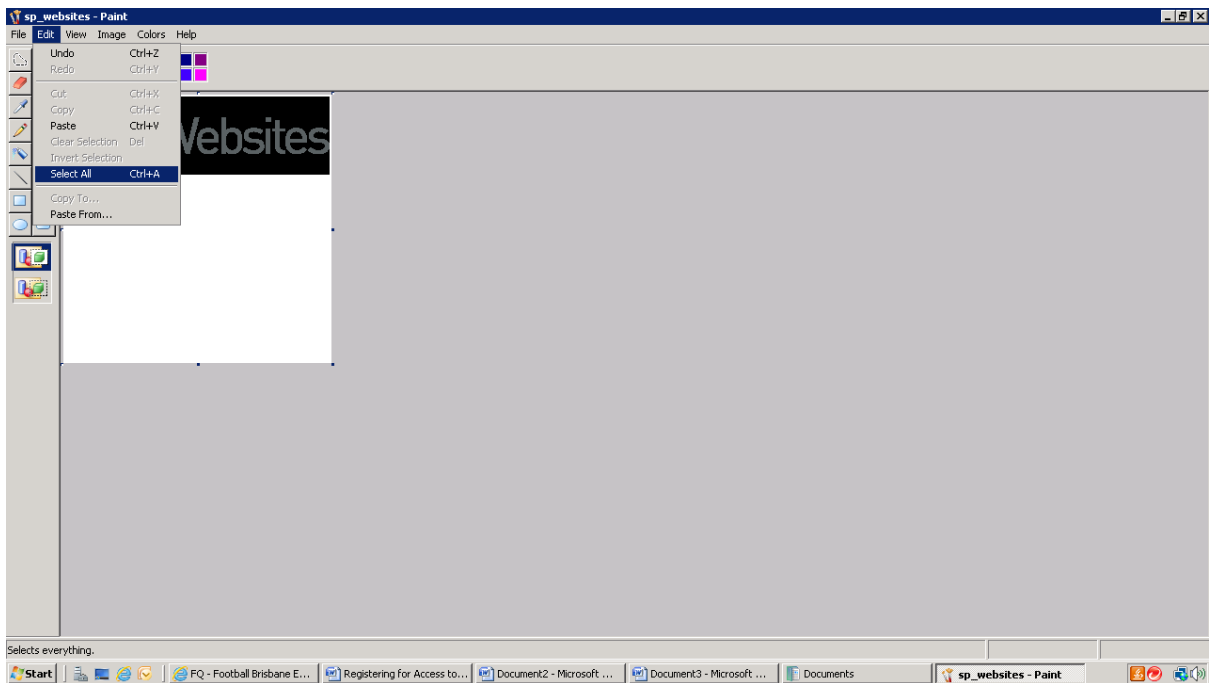 sp_websites - Paint
File Edit View Image Colors Help
Undo Ctrl+Z
Redo Ctrl+Y
Cut Ctrl+X
Copy Ctrl+C
Paste Ctrl+V
Clear Selection Del
Invert Selection
Select All Ctrl+A
Copy To...
Paste From...
Websites
Selects everything.
Start FQ - Football Brisbane E... Registering for Access to... Document2 - Microsoft ... Document3 - Microsoft ... Documents sp_websites - Paint